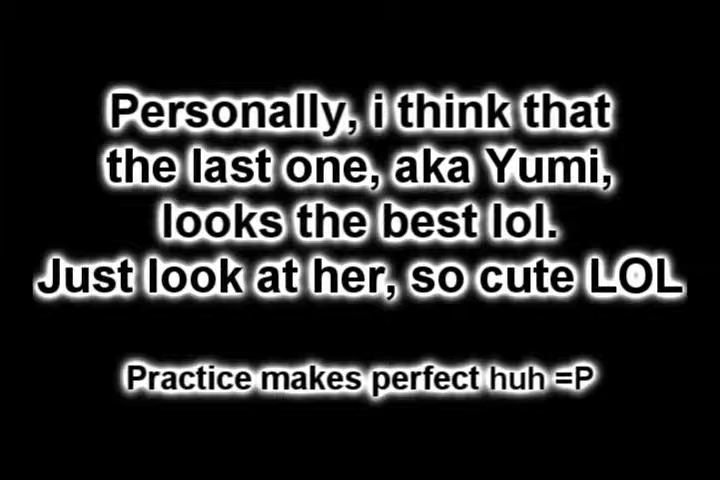 Personally, i think that
the last one, aka Yumi,
looks the best lol.
Just look at her, so cute LOL
Practice makes perfect huh =P